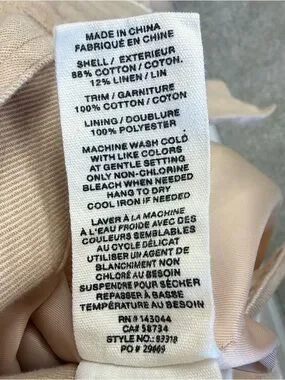 MADE IN CHINA
FABRIQUÉ EN CHINE
SHELL / EXTERIEUR
88% COTTON / COTON.
12% LINEN / LIN
TRIM / GARNITURE
100% COTTON / COTON
LINING / DOUBLURE
100% POLYESTER
MACHINE WASH COLD
WITH LIKE COLORS
AT GENTLE SETTING
ONLY NON-CHLORINE
BLEACH WHEN NEEDED
HANG TO DRY
COOL IRON IF NEEDED
LAVER À LA MACHINE
À L'EAU FROIDE AVEC DES
COULEURS SEMBLABLES
AU CYCLE DÉLICAT
UTILISER UN AGENT DE
BLANCHIMENT NON
CHLORÉ AU BESOIN
SUSPENDRE POUR SÉCHER
REPASSER À BASSE
TEMPÉRATURE AU BESOIN
RN # 143044
CA# 58734
STYLE NO.: 83318
PO # 29669